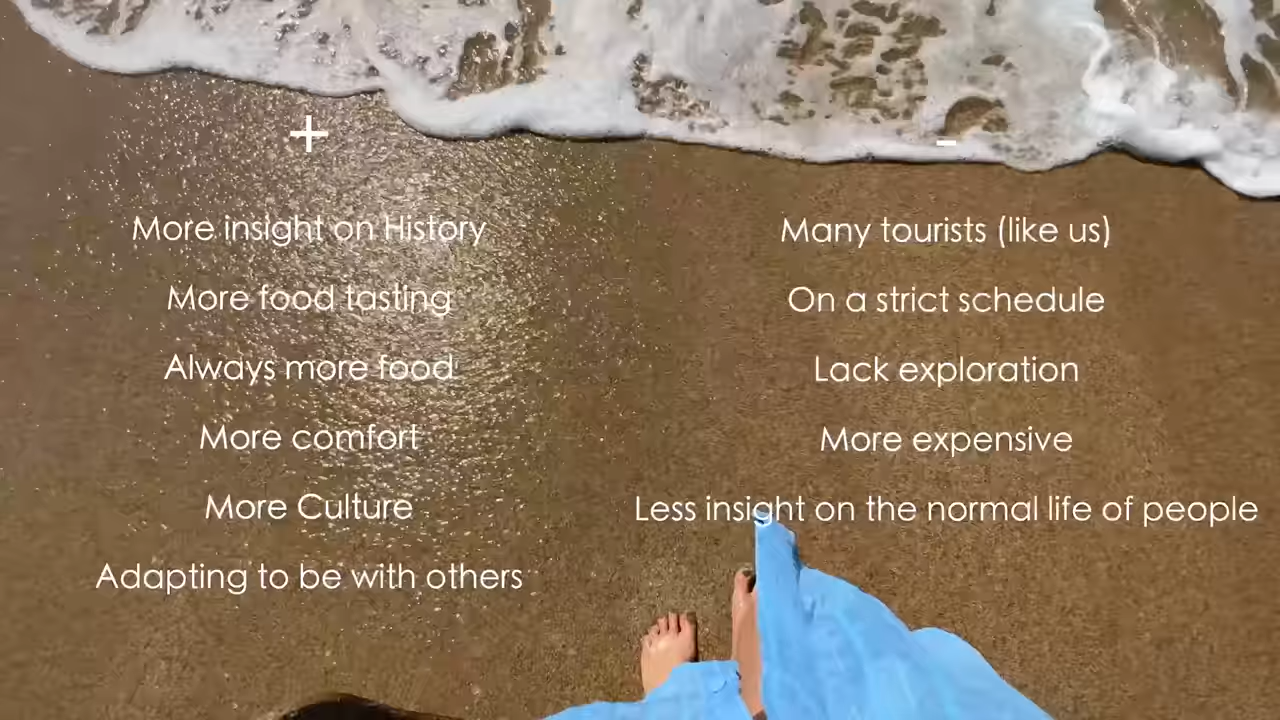 +
More insight on History
More food tasting
Always more food
More comfort
More Culture
Adapting to be with others
-
Many tourists (like us)
On a strict schedule
Lack exploration
More expensive
Less insight on the normal life of people